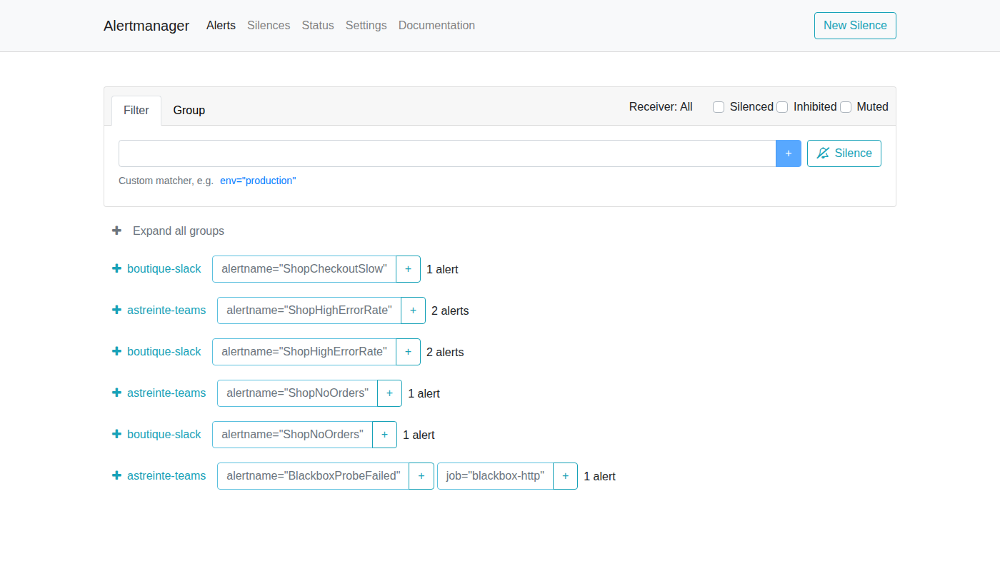 Alertmanager Alerts Silences Status Settings Documentation New Silence
Filter Group Receiver: All Silenced Inhibited Muted
+ Silence
Custom matcher, e.g. env="production"
Expand all groups
boutique-slack alertname="ShopCheckoutSlow" + 1 alert
astreinte-teams alertname="ShopHighErrorRate" + 2 alerts
boutique-slack alertname="ShopHighErrorRate" + 2 alerts
astreinte-teams alertname="ShopNoOrders" + 1 alert
boutique-slack alertname="ShopNoOrders" + 1 alert
astreinte-teams alertname="BlackboxProbeFailed" + job="blackbox-http" + 1 alert